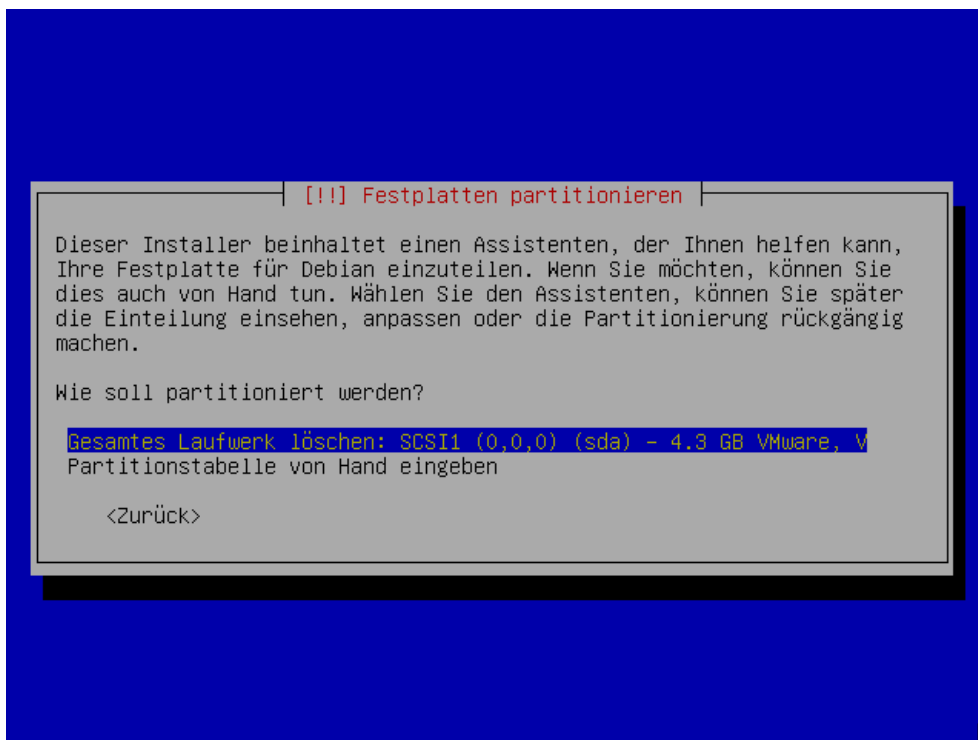 [!!] Festplatten partitionieren
Dieser Installer beinhaltet einen Assistenten, der Ihnen helfen kann,
Ihre Festplatte für Debian einzuteilen. Wenn Sie möchten, können Sie
dies auch von Hand tun. Wählen Sie den Assistenten, können Sie später
die Einteilung einsehen, anpassen oder die Partitionierung rückgängig
machen.
Wie soll partitioniert werden?
Gesamtes Laufwerk löschen: SCSI1 (0,0,0) (sda) – 4.3 GB VMware, V
Partitionstabelle von Hand eingeben
<Zurück>